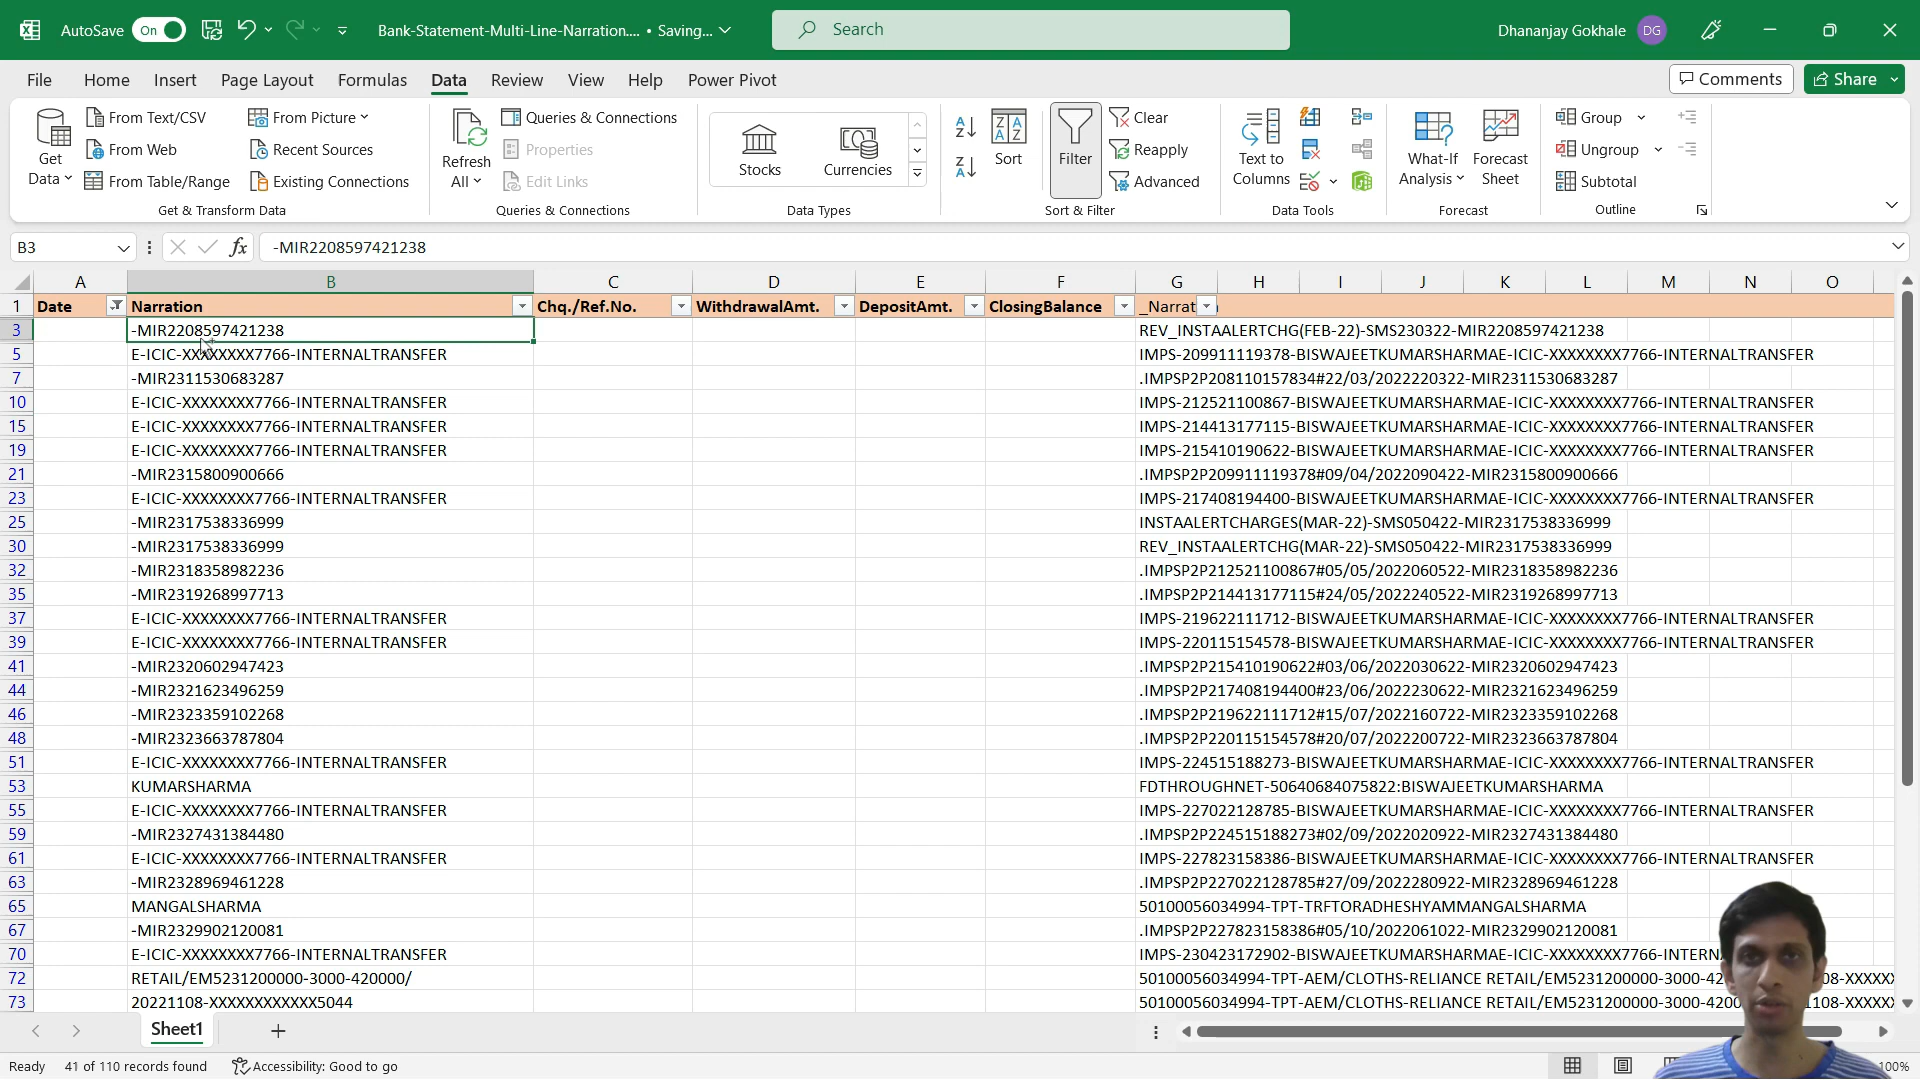 AutoSave On Bank-Statement-Multi-Line-Narration.... • Saving... Search Dhananjay Gokhale DG
File Home Insert Page Layout Formulas Data Review View Help Power Pivot Comments Share
Get Data From Text/CSV From Picture Refresh All Queries & Connections Stocks Currencies Sort Filter Clear Text to Columns What-If Analysis Forecast Sheet Group
From Web Recent Sources Properties Reapply Ungroup
From Table/Range Existing Connections Edit Links Advanced Subtotal
Get & Transform Data Queries & Connections Data Types Sort & Filter Data Tools Forecast Outline
B3 fx -MIR2208597421238
A B C D E F G H I J K L M N O
1 Date Narration Chq./Ref.No. WithdrawalAmt. DepositAmt. ClosingBalance _Narrat
3 -MIR2208597421238 REV_INSTAALERTCHG(FEB-22)-SMS230322-MIR2208597421238
5 E-ICIC-XXXXXXXX7766-INTERNALTRANSFER IMPS-209911119378-BISWAJEETKUMARSHARMAE-ICIC-XXXXXXXX7766-INTERNALTRANSFER
7 -MIR2311530683287 .IMPSP2P208110157834#22/03/2022220322-MIR2311530683287
10 E-ICIC-XXXXXXXX7766-INTERNALTRANSFER IMPS-212521100867-BISWAJEETKUMARSHARMAE-ICIC-XXXXXXXX7766-INTERNALTRANSFER
15 E-ICIC-XXXXXXXX7766-INTERNALTRANSFER IMPS-214413177115-BISWAJEETKUMARSHARMAE-ICIC-XXXXXXXX7766-INTERNALTRANSFER
19 E-ICIC-XXXXXXXX7766-INTERNALTRANSFER IMPS-215410190622-BISWAJEETKUMARSHARMAE-ICIC-XXXXXXXX7766-INTERNALTRANSFER
21 -MIR2315800900666 .IMPSP2P209911119378#09/04/2022090422-MIR2315800900666
23 E-ICIC-XXXXXXXX7766-INTERNALTRANSFER IMPS-217408194400-BISWAJEETKUMARSHARMAE-ICIC-XXXXXXXX7766-INTERNALTRANSFER
25 -MIR2317538336999 INSTAALERTCHARGES(MAR-22)-SMS050422-MIR2317538336999
30 -MIR2317538336999 REV_INSTAALERTCHG(MAR-22)-SMS050422-MIR2317538336999
32 -MIR2318358982236 .IMPSP2P212521100867#05/05/2022060522-MIR2318358982236
35 -MIR2319268997713 .IMPSP2P214413177115#24/05/2022240522-MIR2319268997713
37 E-ICIC-XXXXXXXX7766-INTERNALTRANSFER IMPS-219622111712-BISWAJEETKUMARSHARMAE-ICIC-XXXXXXXX7766-INTERNALTRANSFER
39 E-ICIC-XXXXXXXX7766-INTERNALTRANSFER IMPS-220115154578-BISWAJEETKUMARSHARMAE-ICIC-XXXXXXXX7766-INTERNALTRANSFER
41 -MIR2320602947423 .IMPSP2P215410190622#03/06/2022030622-MIR2320602947423
44 -MIR2321623496259 .IMPSP2P217408194400#23/06/2022230622-MIR2321623496259
46 -MIR2323359102268 .IMPSP2P219622111712#15/07/2022160722-MIR2323359102268
48 -MIR2323663787804 .IMPSP2P220115154578#20/07/2022200722-MIR2323663787804
51 E-ICIC-XXXXXXXX7766-INTERNALTRANSFER IMPS-224515188273-BISWAJEETKUMARSHARMAE-ICIC-XXXXXXXX7766-INTERNALTRANSFER
53 KUMARSHARMA FDTHROUGHNET-50640684075822:BISWAJEETKUMARSHARMA
55 E-ICIC-XXXXXXXX7766-INTERNALTRANSFER IMPS-227022128785-BISWAJEETKUMARSHARMAE-ICIC-XXXXXXXX7766-INTERNALTRANSFER
59 -MIR2327431384480 .IMPSP2P224515188273#02/09/2022020922-MIR2327431384480
61 E-ICIC-XXXXXXXX7766-INTERNALTRANSFER IMPS-227823158386-BISWAJEETKUMARSHARMAE-ICIC-XXXXXXXX7766-INTERNALTRANSFER
63 -MIR2328969461228 .IMPSP2P227022128785#27/09/2022280922-MIR2328969461228
65 MANGALSHARMA 50100056034994-TPT-TRFTORADHESHYAMMANGALSHARMA
67 -MIR2329902120081 .IMPSP2P227823158386#05/10/2022061022-MIR2329902120081
70 E-ICIC-XXXXXXXX7766-INTERNALTRANSFER IMPS-230423172902-BISWAJEETKUMARSHARMAE-ICIC-XXXXXXXX7766-INTERN
72 RETAIL/EM5231200000-3000-420000/ 50100056034994-TPT-AEM/CLOTHS-RELIANCE RETAIL/EM5231200000-3000-42 08-XXXXX
73 20221108-XXXXXXXXXXXX5044 50100056034994-TPT-AEM/CLOTHS-RELIANCE RETAIL/EM5231200000-3000-4200 1108-XXXXX
Sheet1
Ready 41 of 110 records found Accessibility: Good to go 100%